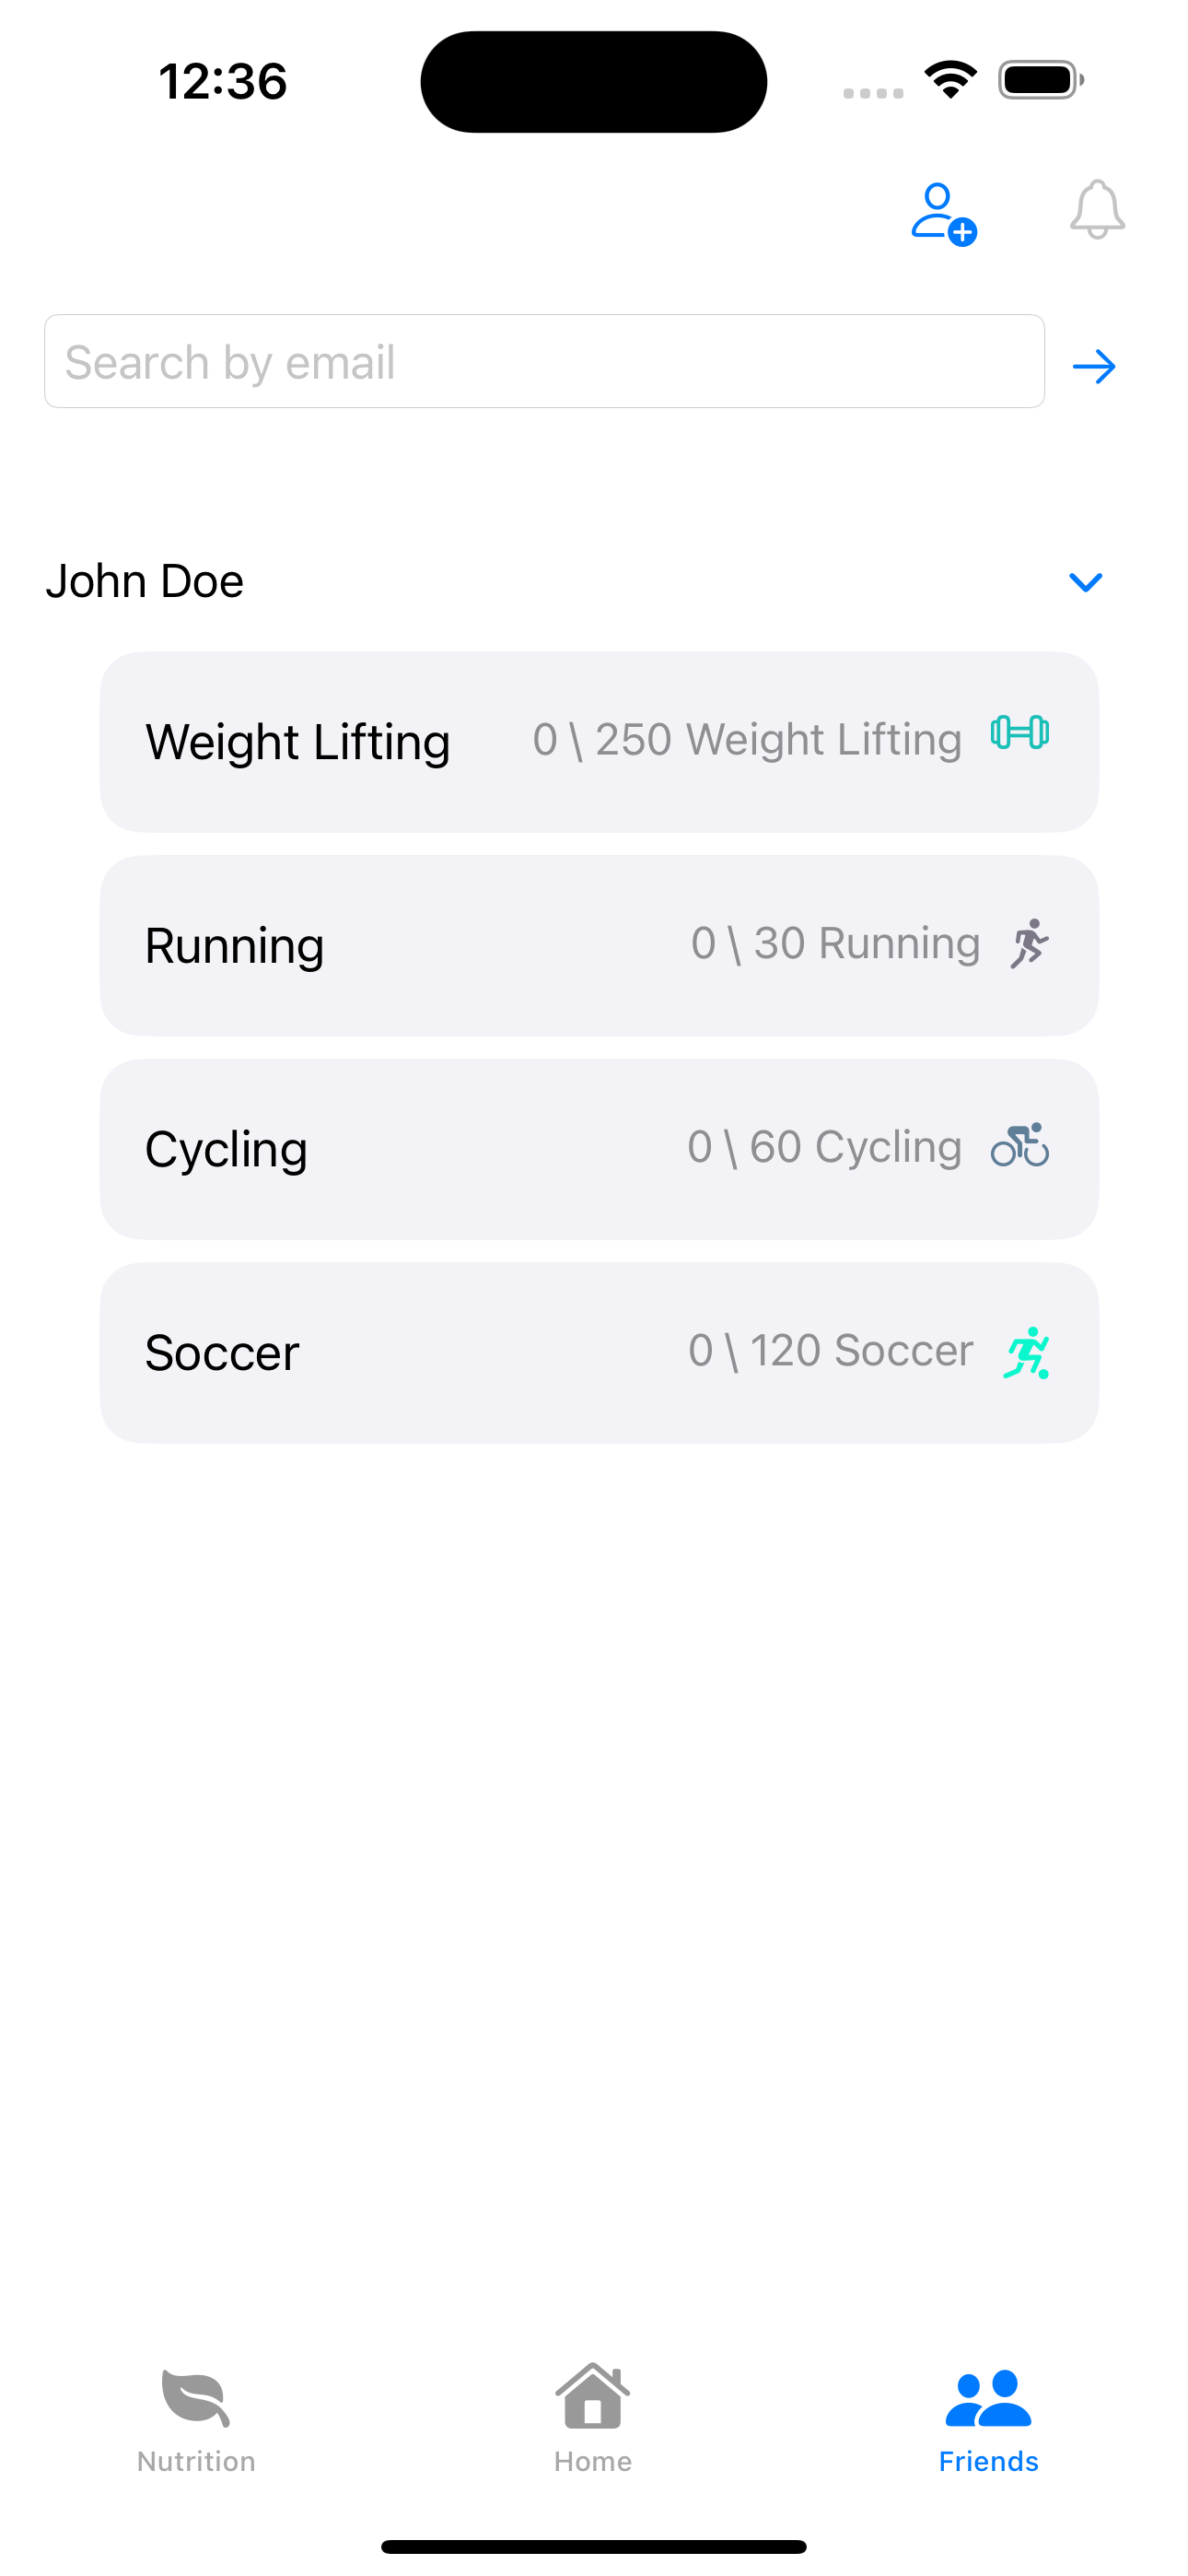 12:36
Search by email
John Doe
Weight Lifting 0 \ 250 Weight Lifting
Running 0 \ 30 Running
Cycling 0 \ 60 Cycling
Soccer 0 \ 120 Soccer
Nutrition Home Friends